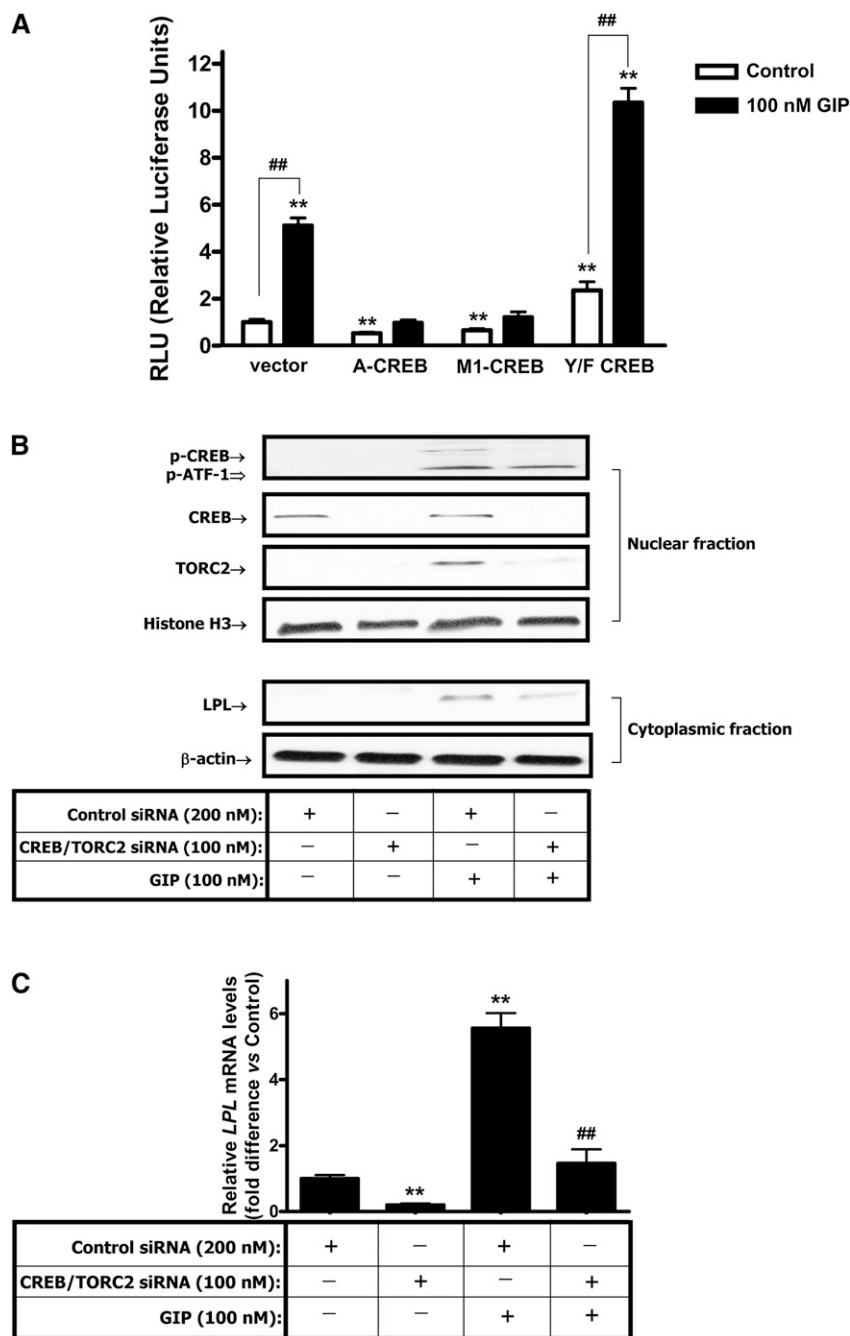 A
RLU (Relative Luciferase Units)
12
10
8
6
4
2
0
##
**
**
**
##
**
**
vector
A-CREB
M1-CREB
Y/F CREB
Control
100 nM GIP
B
p-CREB→
p-ATF-1⇒
CREB→
TORC2→
Histone H3→
Nuclear fraction
LPL→
β-actin→
Cytoplasmic fraction
Control siRNA (200 nM): + − + −
CREB/TORC2 siRNA (100 nM): − + − +
GIP (100 nM): − − + +
C
Relative LPL mRNA levels
(fold difference vs Control)
6
4
2
0
**
**
##
Control siRNA (200 nM): + − + −
CREB/TORC2 siRNA (100 nM): − + − +
GIP (100 nM): − − + +